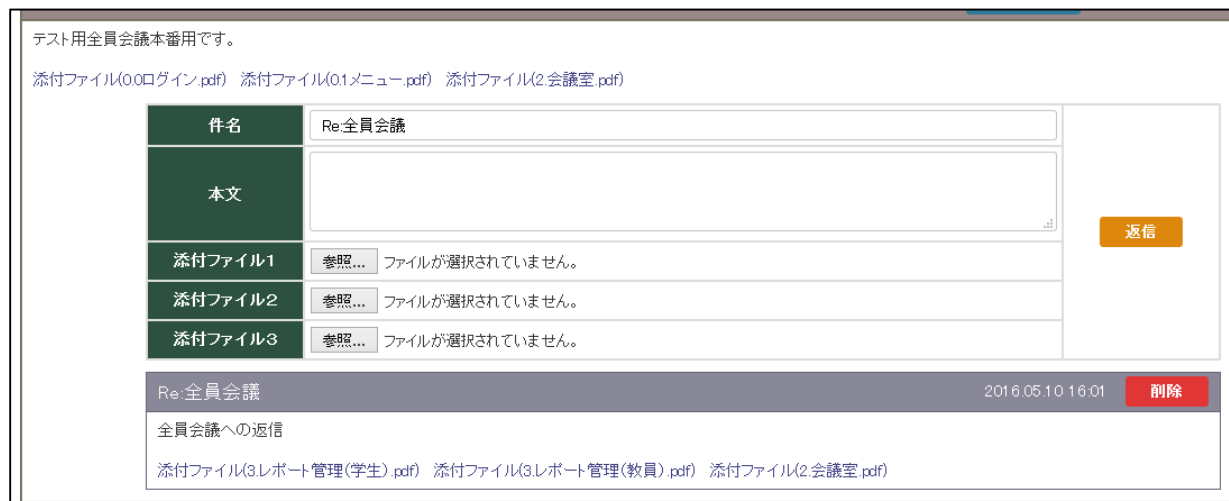 テスト用全員会議本番用です。
添付ファイル(0.0ログイン.pdf) 添付ファイル(0.1メニュー.pdf) 添付ファイル(2.会議室.pdf)
件名 Re:全員会議
本文
返信
添付ファイル1 参照... ファイルが選択されていません。
添付ファイル2 参照... ファイルが選択されていません。
添付ファイル3 参照... ファイルが選択されていません。
Re:全員会議 2016.05.10 16:01 削除
全員会議への返信
添付ファイル(3.レポート管理(学生).pdf) 添付ファイル(3.レポート管理(教員).pdf) 添付ファイル(2.会議室.pdf)